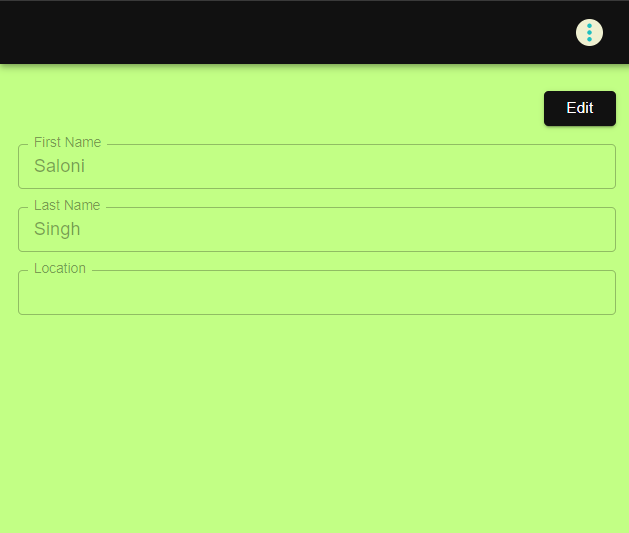 Edit
First Name
Saloni
Last Name
Singh
Location